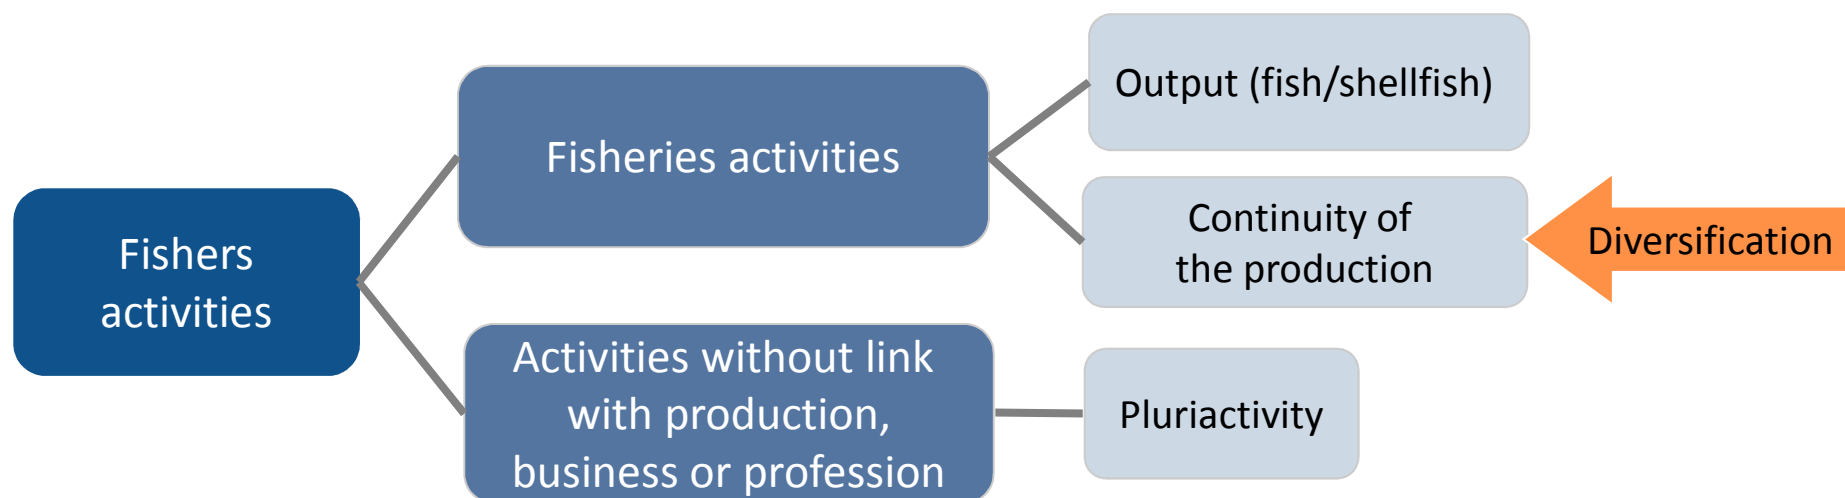 Fishers
activities
Fisheries activities
Activities without link
with production,
business or profession
Output (fish/shellfish)
Continuity of
the production
Pluriactivity
Diversification